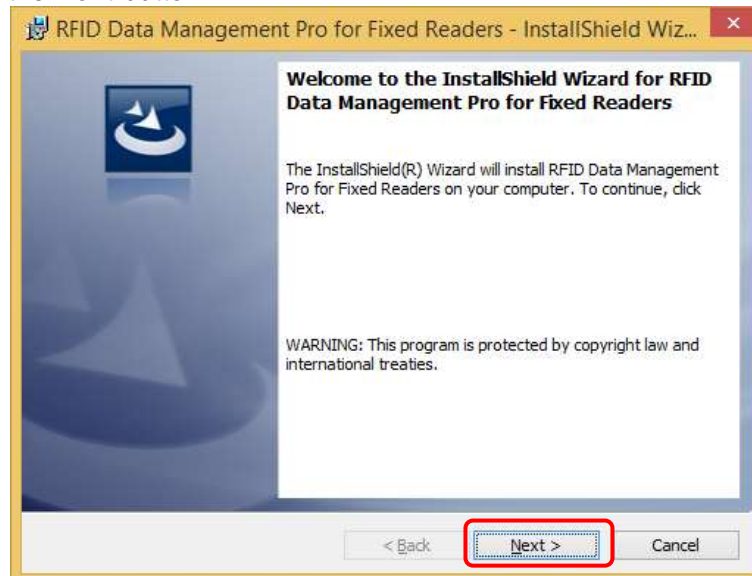 RFID Data Management Pro for Fixed Readers - InstallShield Wiz...
Welcome to the InstallShield Wizard for RFID
Data Management Pro for Fixed Readers
The InstallShield(R) Wizard will install RFID Data Management
Pro for Fixed Readers on your computer. To continue, click
Next.
WARNING: This program is protected by copyright law and
international treaties.
< Back
Next >
Cancel